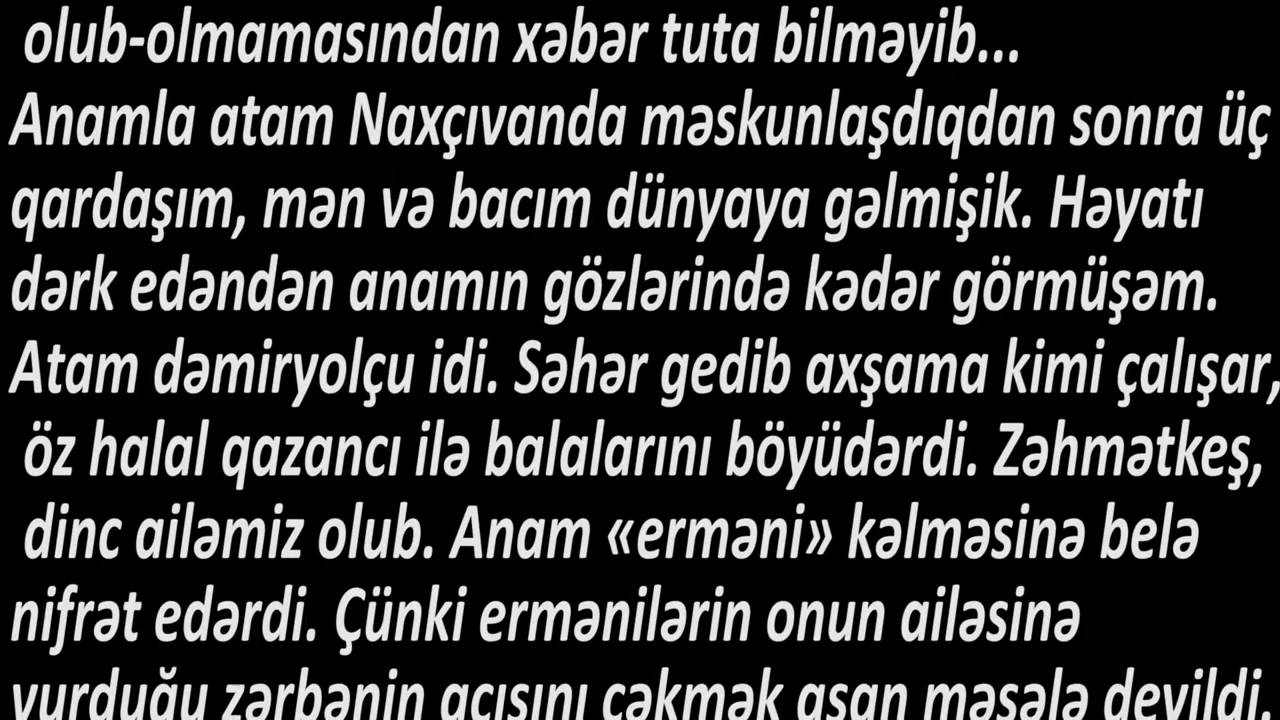 olub-olmamasından xəbər tuta bilməyib...
Anamla atam Naxçıvanda məskunlaşdıqdan sonra üç
qardaşım, mən və bacım dünyaya gəlmişik. Həyatı
dərk edəndən anamın gözlərində kədər görmüşəm.
Atam dəmiryolçu idi. Səhər gedib axşama kimi çalışar,
öz halal qazancı ilə balalarını böyüdərdi. Zəhmətkeş,
dinc ailəmiz olub. Anam «erməni» kəlməsinə belə
nifrət edərdi. Çünki ermənilərin onun ailəsinə
vurduğu zərbənin acısını çəkmək asan məsələ deyildi.